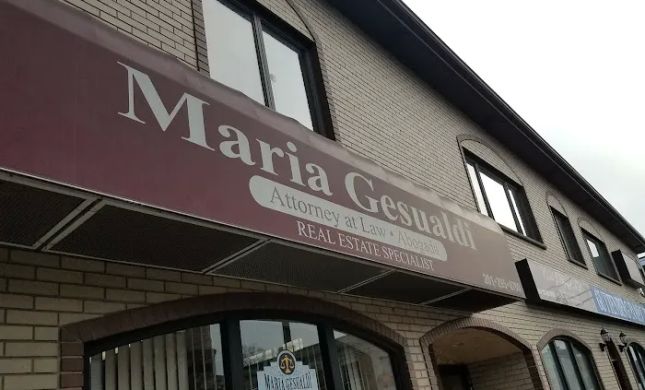 Maria Gesualdi
Attorney at Law • Abogada
REAL ESTATE SPECIALIST
MARIA GESUALDI